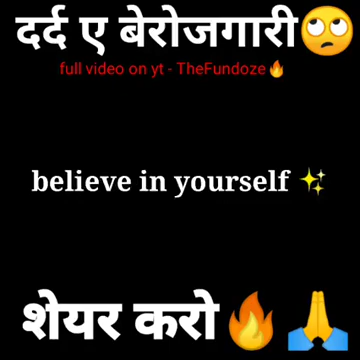 दर्द ए बेरोजगारी🙄
full video on yt - TheFundoze🔥
believe in yourself ✨
शेयर करो🔥🙏